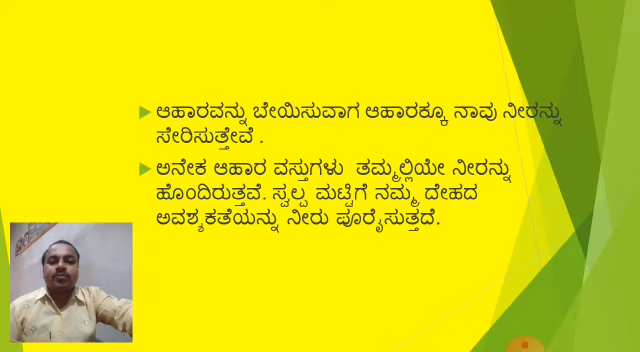 ಆಹಾರವನ್ನು ಬೇಯಿಸುವಾಗ ಆಹಾರಕ್ಕೂ ನಾವು ನೀರನ್ನು
ಸೇರಿಸುತ್ತೇವೆ .
ಅನೇಕ ಆಹಾರ ವಸ್ತುಗಳು ತಮ್ಮಲ್ಲಿಯೇ ನೀರನ್ನು
ಹೊಂದಿರುತ್ತವೆ. ಸ್ವಲ್ಪ ಮಟ್ಟಿಗೆ ನಮ್ಮ ದೇಹದ
ಅವಶ್ಯಕತೆಯನ್ನು ನೀರು ಪೂರೈಸುತ್ತದೆ.